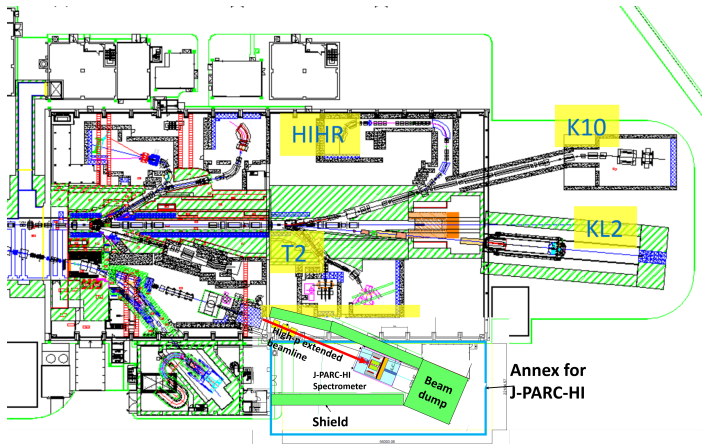 HIHR
K10
KL2
T2
High-p extended
beamline
J-PARC-HI
Spectrometer
Beam
dump
Shield
Annex for
J-PARC-HI